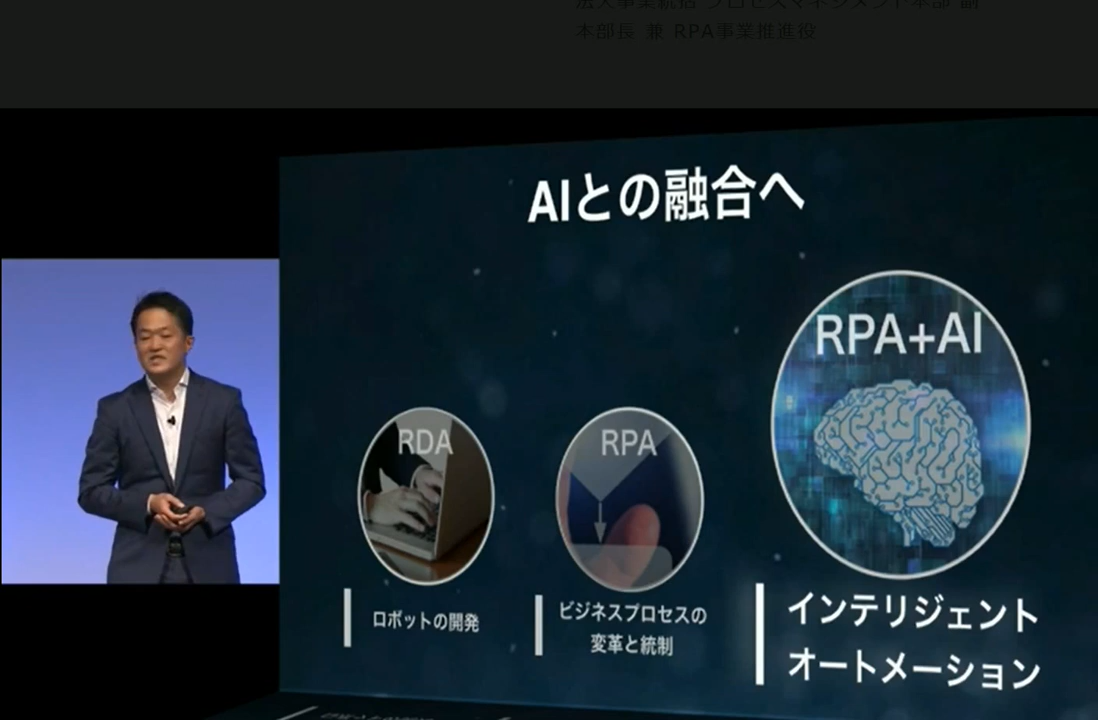 法人事業統括 プロセスマネジメント本部 副
本部長 兼 RPA事業推進役
AIとの融合へ
RPA+AI
RDA
RPA
ロボットの開発
ビジネスプロセスの
変革と統制
インテリジェント
オートメーション